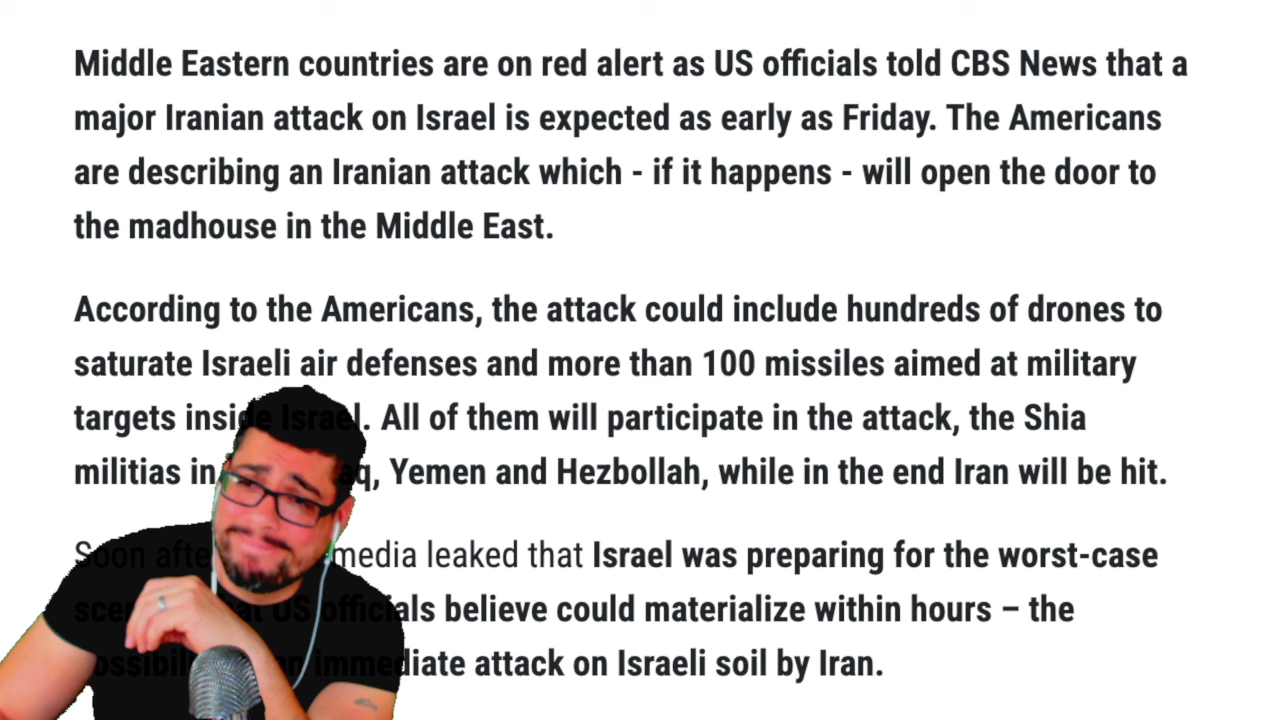 Middle Eastern countries are on red alert as US officials told CBS News that a
major Iranian attack on Israel is expected as early as Friday. The Americans
are describing an Iranian attack which - if it happens - will open the door to
the madhouse in the Middle East.
According to the Americans, the attack could include hundreds of drones to
saturate Israeli air defenses and more than 100 missiles aimed at military
targets inside Israel. All of them will participate in the attack, the Shia
militias in Yemen and Hezbollah, while in the end Iran will be hit.
Soon media leaked that Israel was preparing for the worst-case
US officials believe could materialize within hours – the
immediate attack on Israeli soil by Iran.